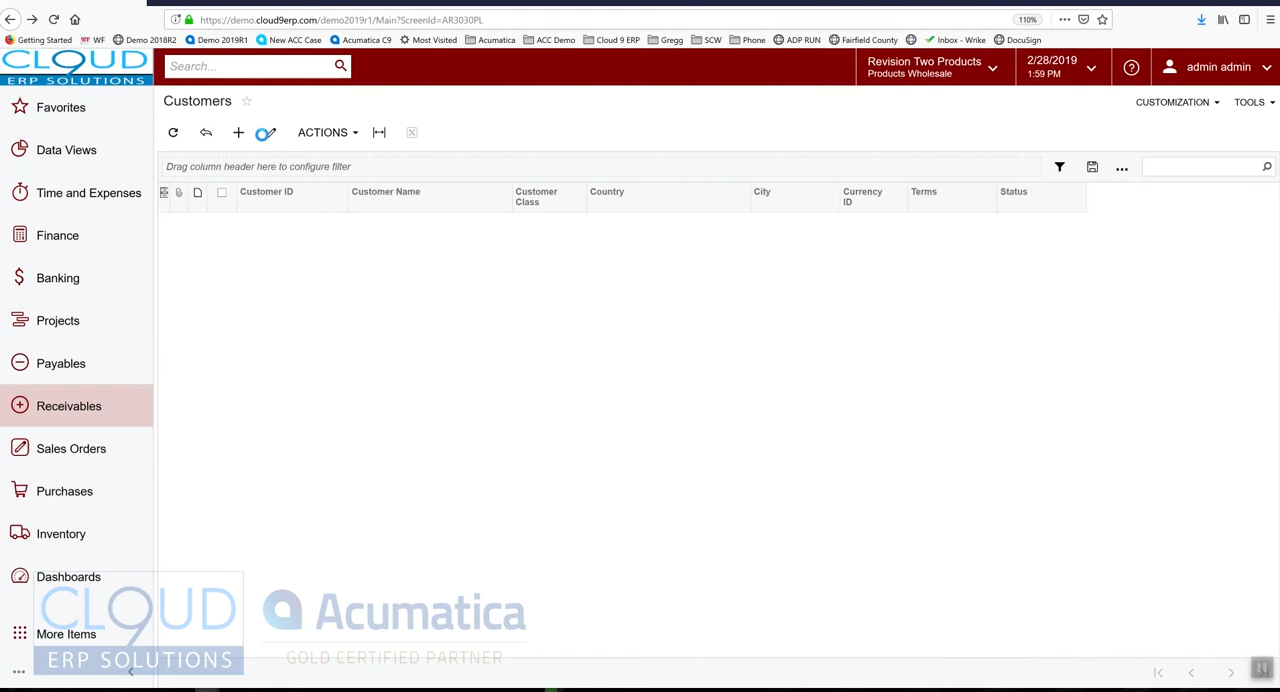 https://demo.cloud9erp.com/demo2019r1/Main?ScreenId=AR3030PL
110%
Getting Started
WF
Demo 2018R2
Demo 2019R1
New ACC Case
Acumatica C9
Most Visited
Acumatica
ACC Demo
Cloud 9 ERP
Gregg
SCW
Phone
ADP RUN
Fairfield County
Inbox - Wrike
DocuSign
CL9UD
ERP SOLUTIONS
Search...
Revision Two Products
Products Wholesale
2/28/2019
1:59 PM
admin admin
Favorites
Data Views
Time and Expenses
Finance
Banking
Projects
Payables
Receivables
Sales Orders
Purchases
Inventory
Dashboards
More Items
Customers
CUSTOMIZATION
TOOLS
ACTIONS
Drag column header here to configure filter
Customer ID
Customer Name
Customer
Class
Country
City
Currency
ID
Terms
Status
CL9UD
ERP SOLUTIONS
Acumatica
GOLD CERTIFIED PARTNER